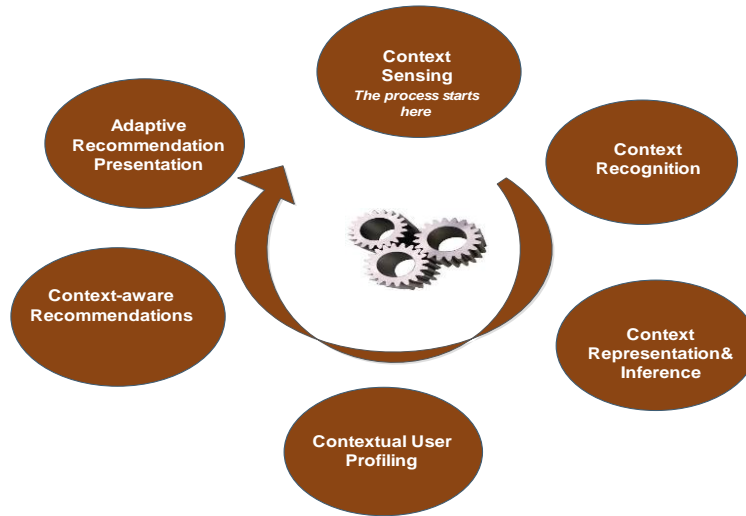 Context
Sensing
The process starts
here
Context
Recognition
Context
Representation&
Inference
Contextual User
Profiling
Context-aware
Recommendations
Adaptive
Recommendation
Presentation